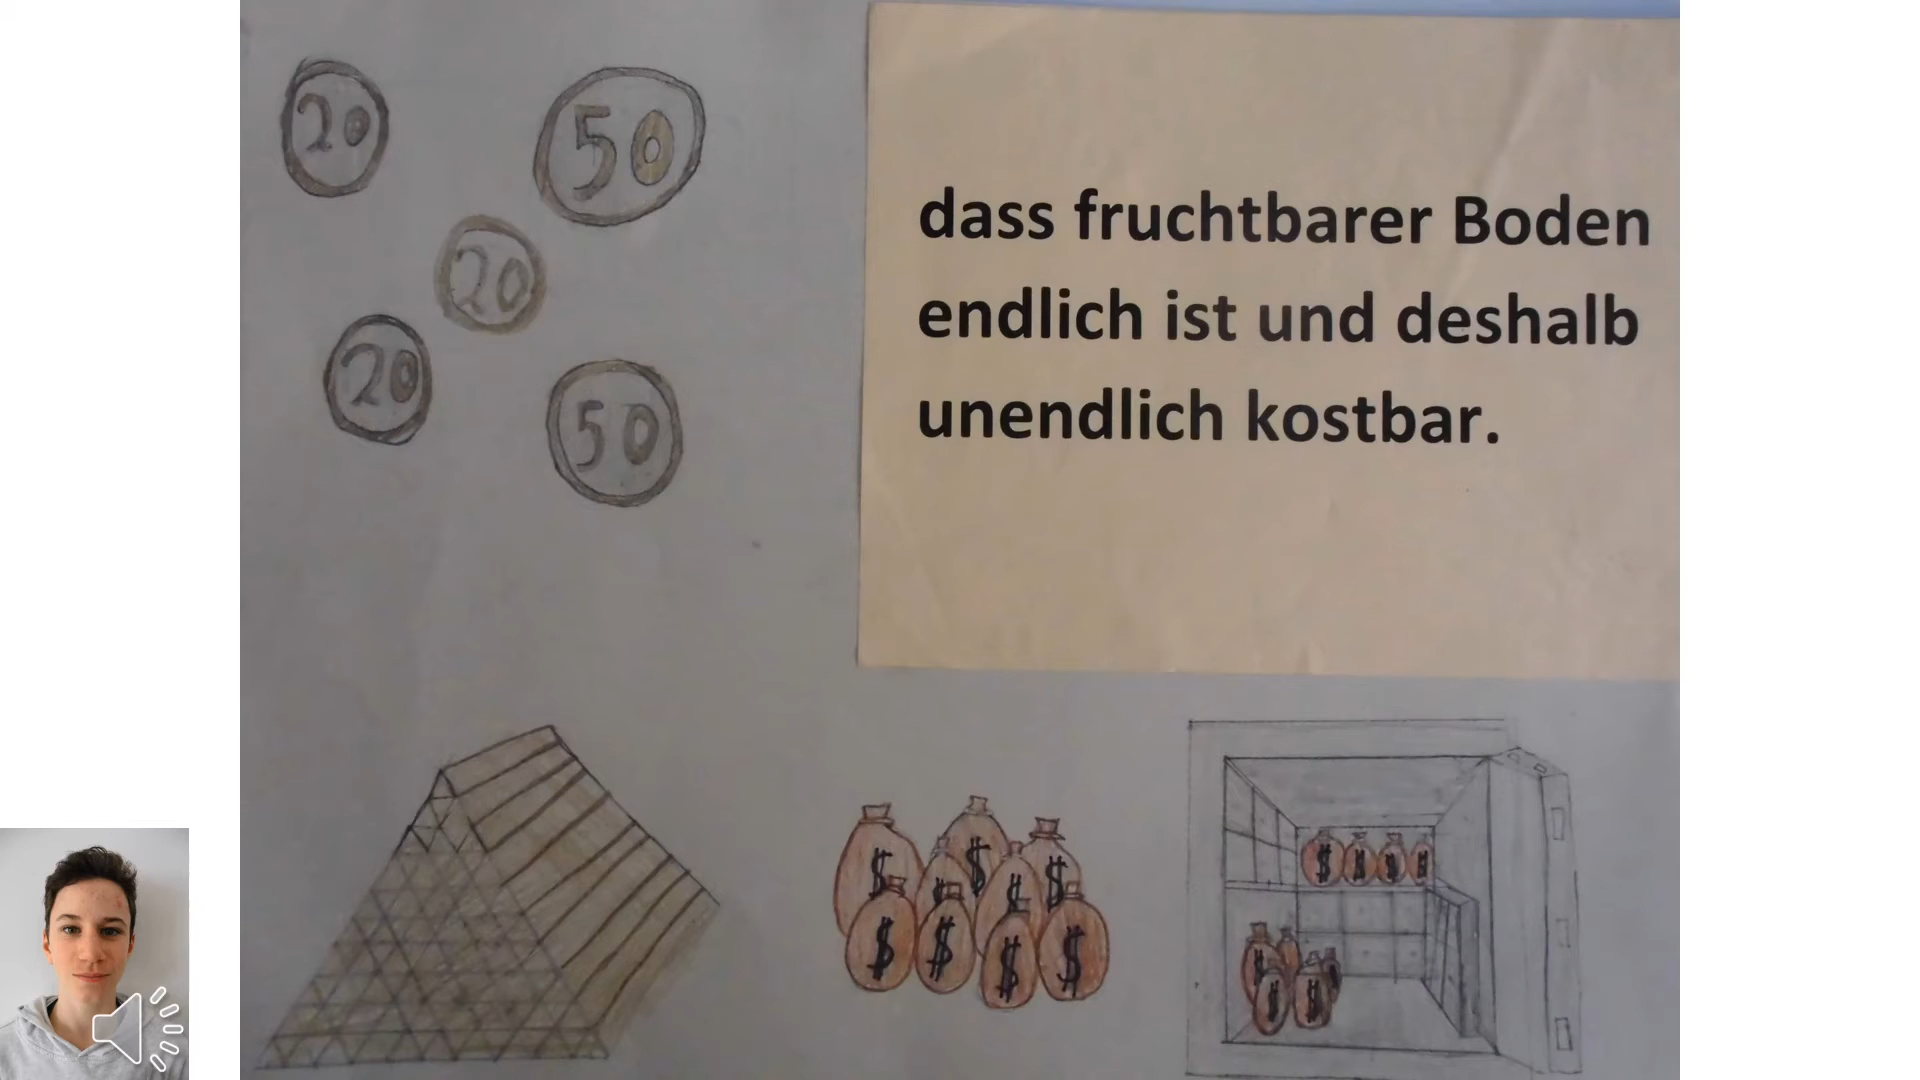 20
50
20
20
50
dass fruchtbarer Boden
endlich ist und deshalb
unendlich kostbar.
$ $ $ $ $
$ $ $ $
$ $ $ $
$ $ $